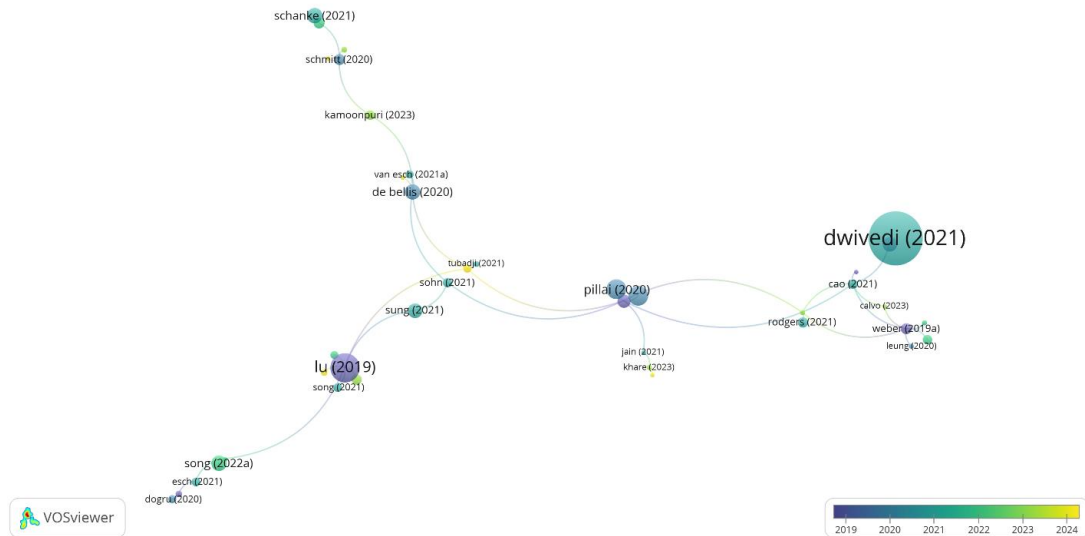 schanke (2021)
schmitt (2020)
kamoonpuri (2023)
van esch (2021a)
de bellis (2020)
dwivedi (2021)
tubadji (2021)
sohn (2021)
cao (2021)
pillai (2020)
sung (2021)
calvo (2023)
rodgers (2021)
weber (2019a)
leung (2020)
jain (2021)
lu (2019)
khare (2023)
song (2021)
song (2022a)
esch (2021)
dogru (2020)
VOSviewer
2019 2020 2021 2022 2023 2024